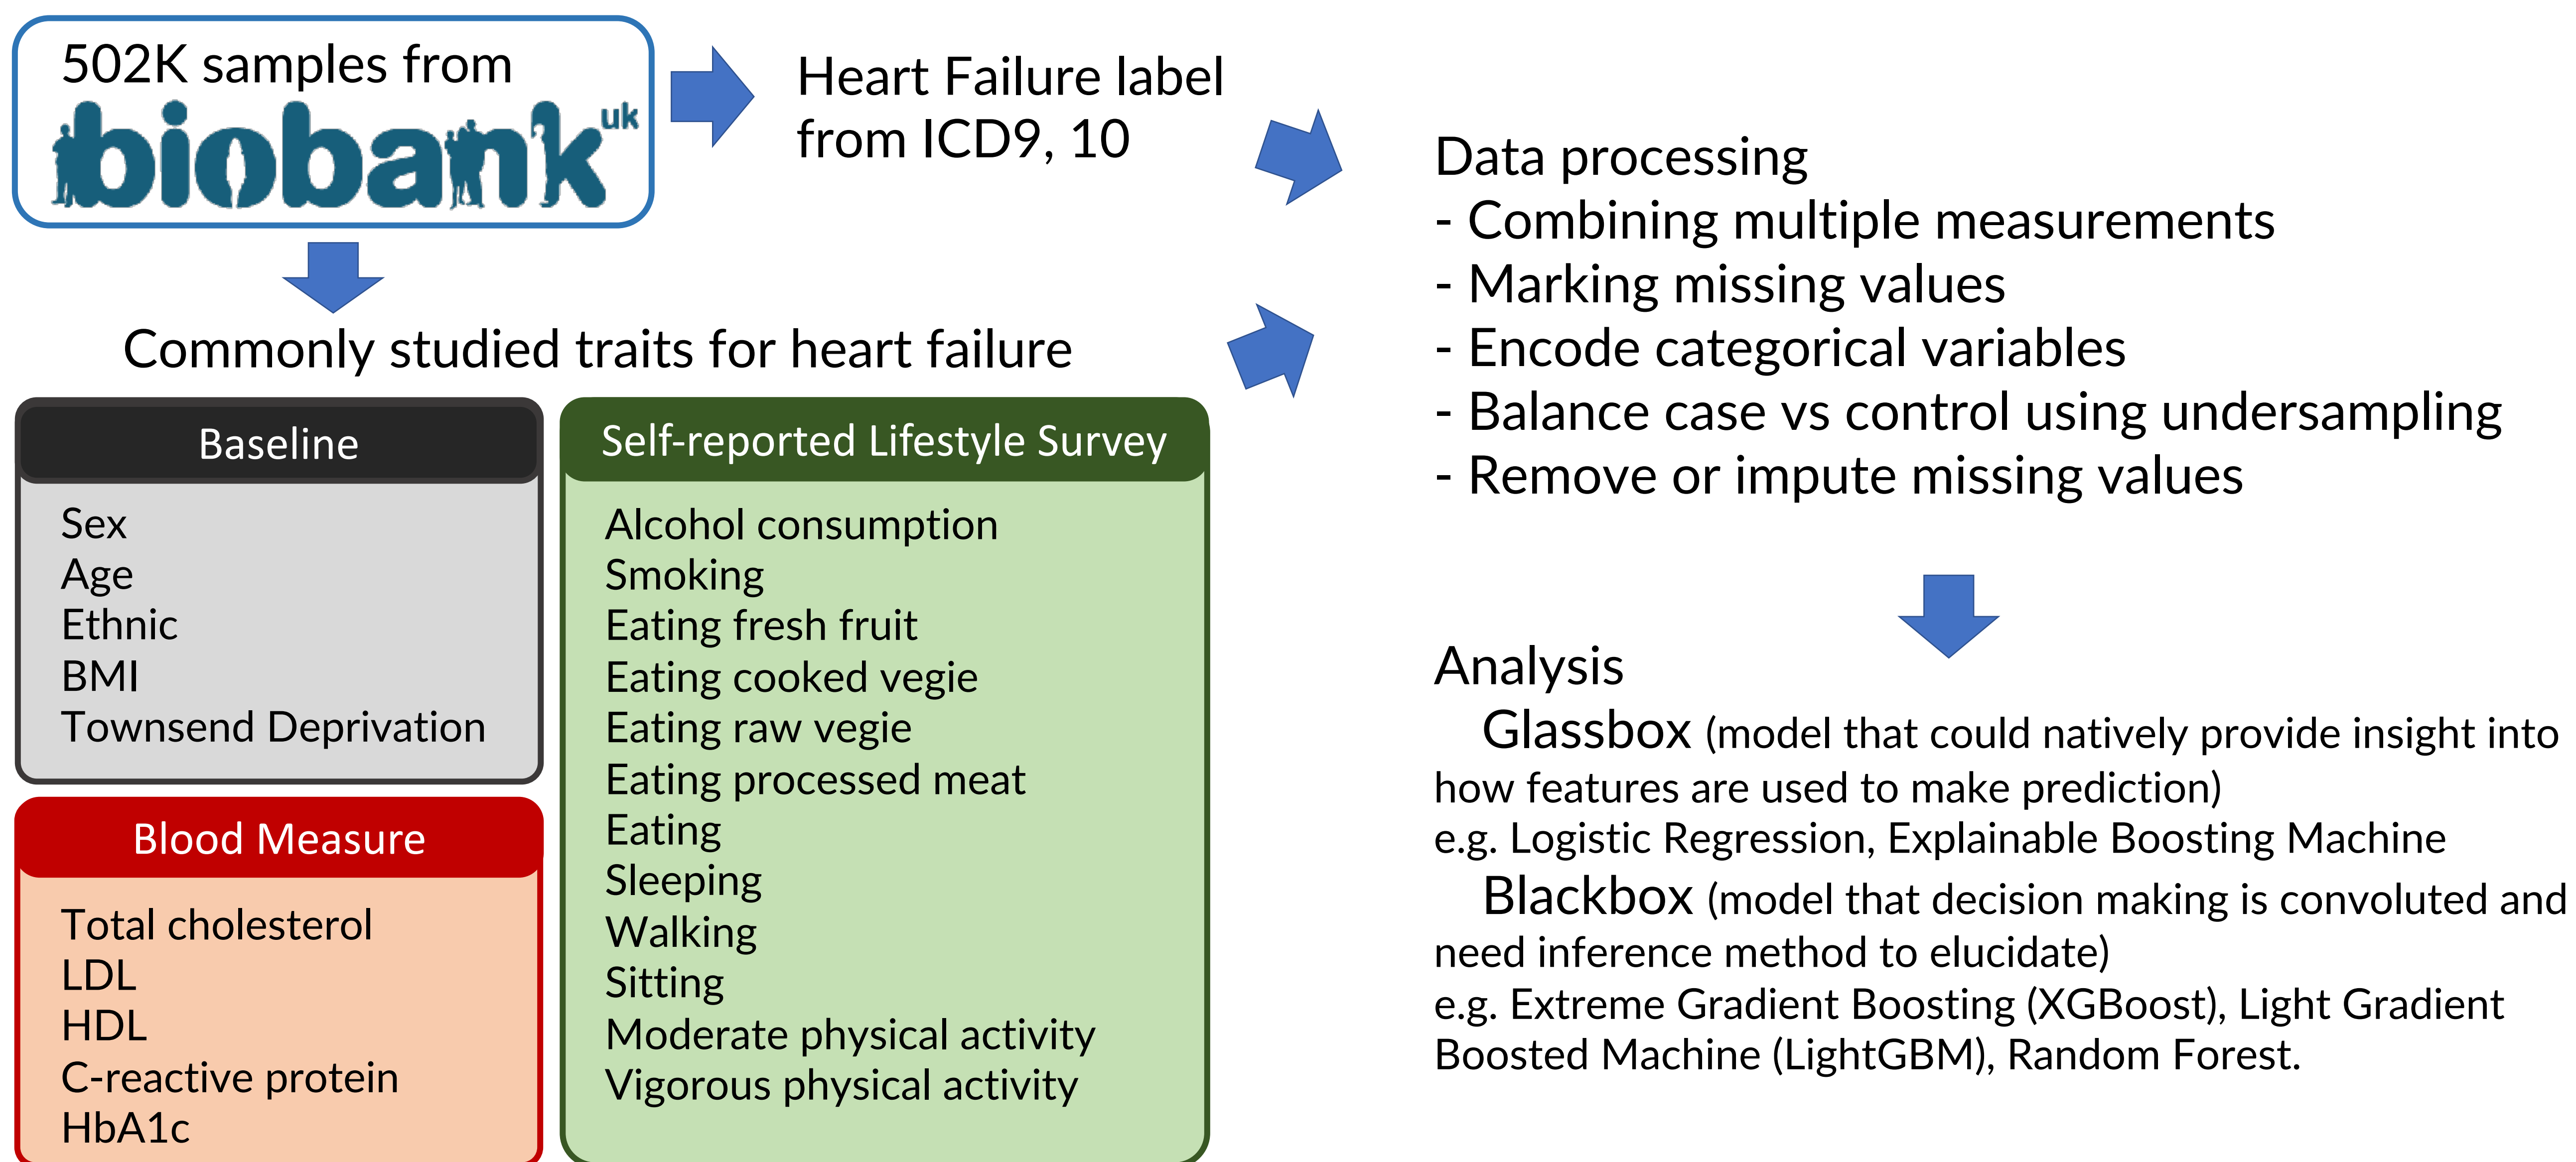 502K samples from
biobank uk
Heart Failure label
from ICD9, 10
Commonly studied traits for heart failure
Baseline
Sex
Age
Ethnic
BMI
Townsend Deprivation
Blood Measure
Total cholesterol
LDL
HDL
C-reactive protein
HbA1c
Self-reported Lifestyle Survey
Alcohol consumption
Smoking
Eating fresh fruit
Eating cooked vegie
Eating raw vegie
Eating processed meat
Eating
Sleeping
Walking
Sitting
Moderate physical activity
Vigorous physical activity
Data processing
- Combining multiple measurements
- Marking missing values
- Encode categorical variables
- Balance case vs control using undersampling
- Remove or impute missing values
Analysis
Glassbox (model that could natively provide insight into
how features are used to make prediction)
e.g. Logistic Regression, Explainable Boosting Machine
Blackbox (model that decision making is convoluted and
need inference method to elucidate)
e.g. Extreme Gradient Boosting (XGBoost), Light Gradient
Boosted Machine (LightGBM), Random Forest.